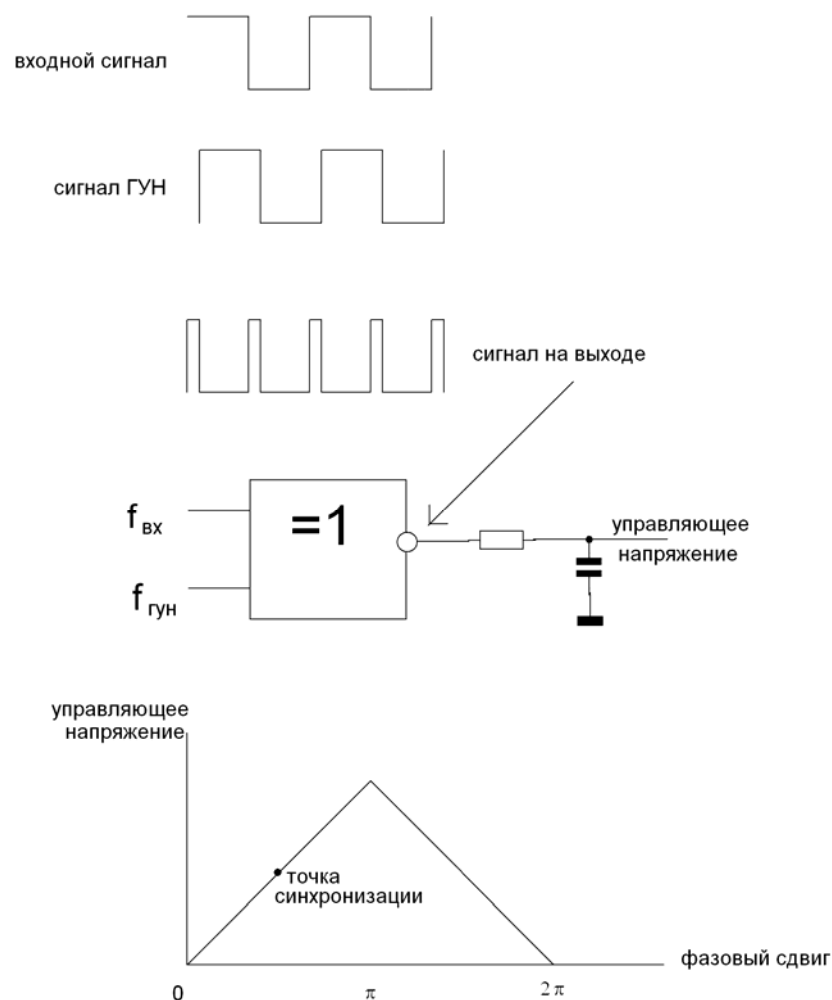 входной сигнал
сигнал ГУН
сигнал на выходе
f вх
=1
управляющее
напряжение
f гун
управляющее
напряжение
точка
синхронизации
фазовый сдвиг
0
π
2π